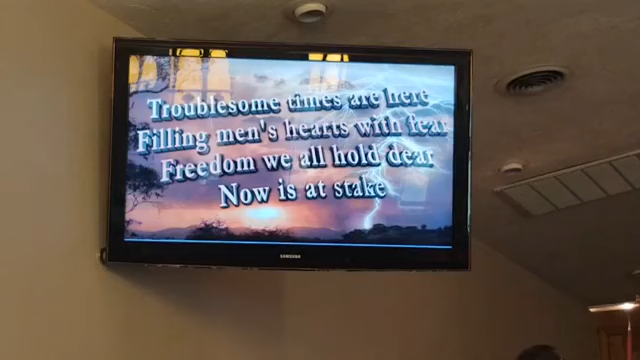 Troublesome times are here
Filling men's hearts with fear
Freedom we all hold dear
Now is at stake
SAMSUNG